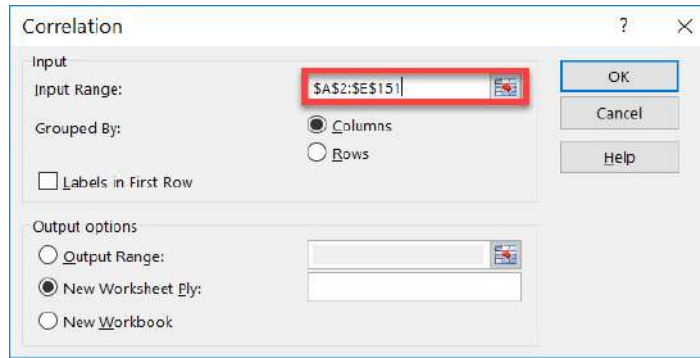 Correlation
?
Input
Input Range:
$A$2:$E$151
Grouped By:
Columns
Rows
Labels in First Row
Output options
Output Range:
New Worksheet Ply:
New Workbook
OK
Cancel
Help